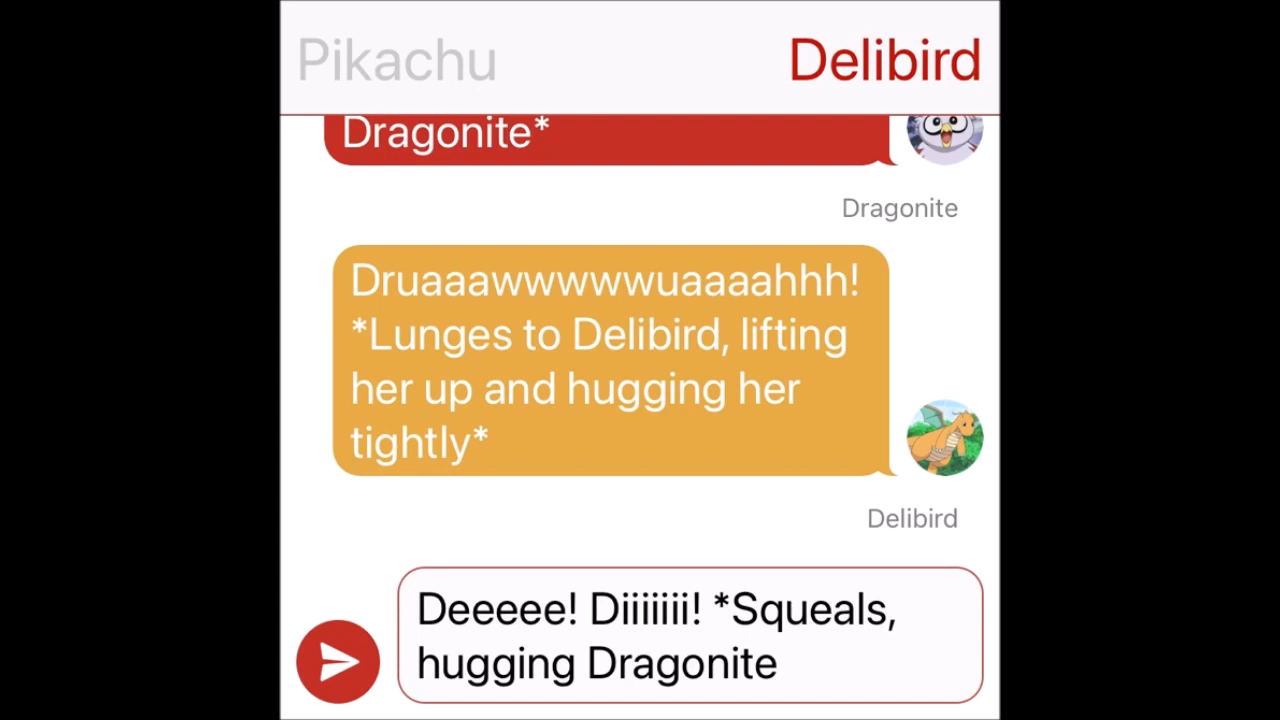 Pikachu
Delibird
Dragonite*
Dragonite
Druaaawwwwwuaaaahhh!
*Lunges to Delibird, lifting
her up and hugging her
tightly*
Delibird
Deeeee! Diiiiiii! *Squeals,
hugging Dragonite